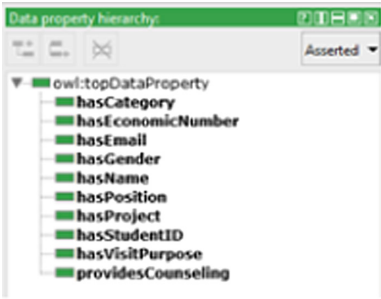 Data property hierarchy:
Asserted
owl:topDataProperty
hasCategory
hasEconomicNumber
hasEmail
hasGender
hasName
hasPosition
hasProject
hasStudentID
hasVisitPurpose
providesCounseling